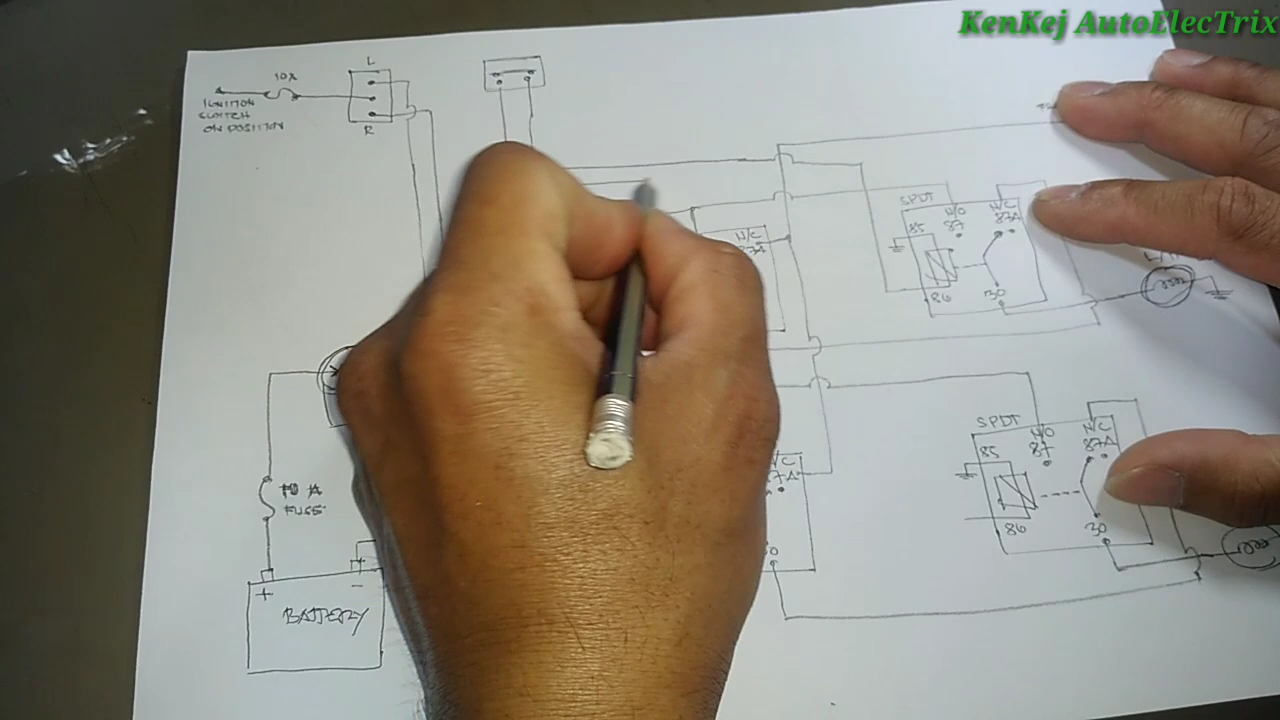 KenKej AutoElecTrix
L
10A
IGNITION
SWITCH
ON POSITION
R
SPDT
N/O
87
N/C
87A
85
86
30
N/C
SPDT
N/O
87
N/C
87A
85
86
30
/C
7A
FUSE
+
-
BATTERY